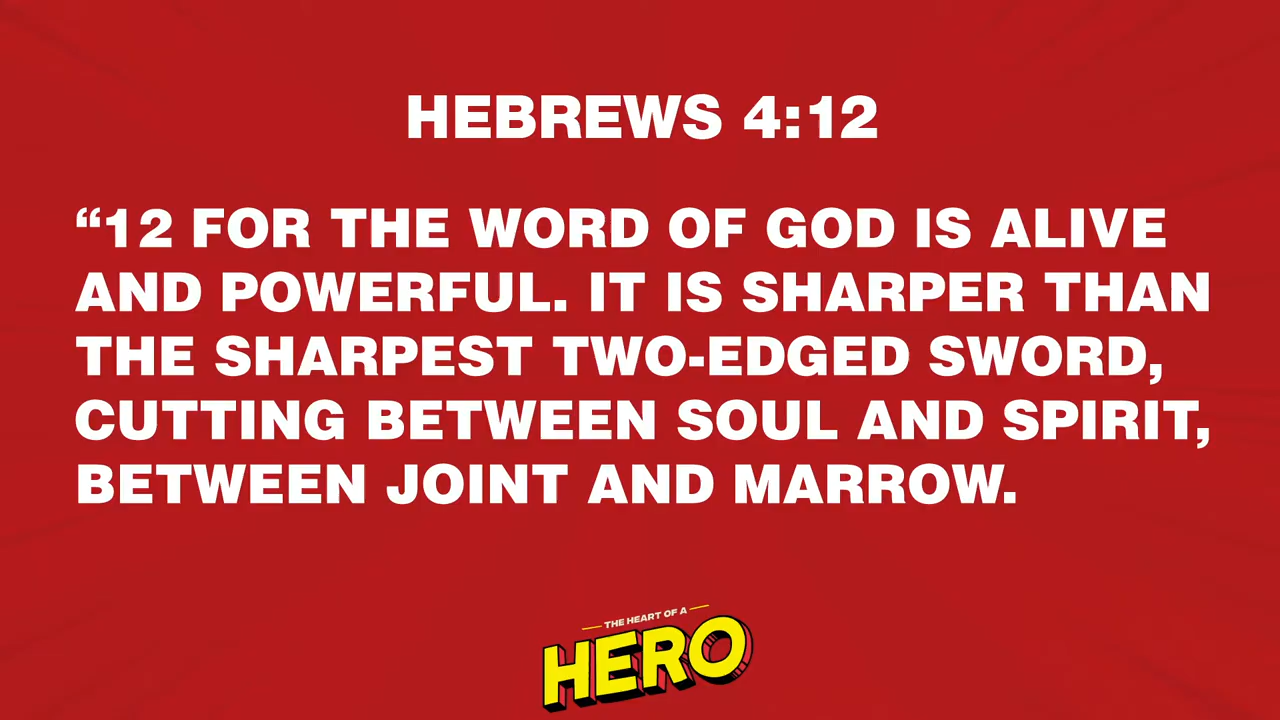 HEBREWS 4:12
“12 FOR THE WORD OF GOD IS ALIVE
AND POWERFUL. IT IS SHARPER THAN
THE SHARPEST TWO-EDGED SWORD,
CUTTING BETWEEN SOUL AND SPIRIT,
BETWEEN JOINT AND MARROW.
THE HEART OF A
HERO